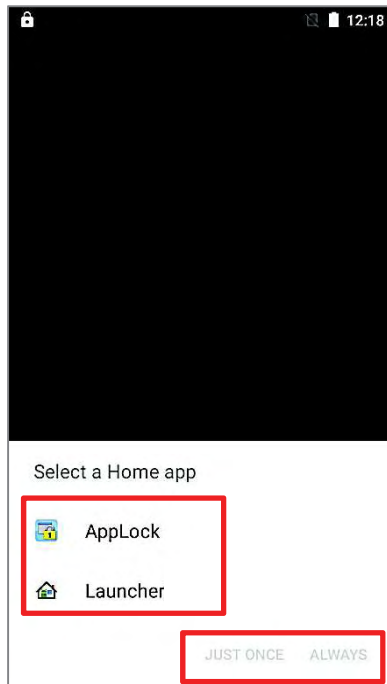 12:18
Select a Home app
AppLock
Launcher
JUST ONCE ALWAYS